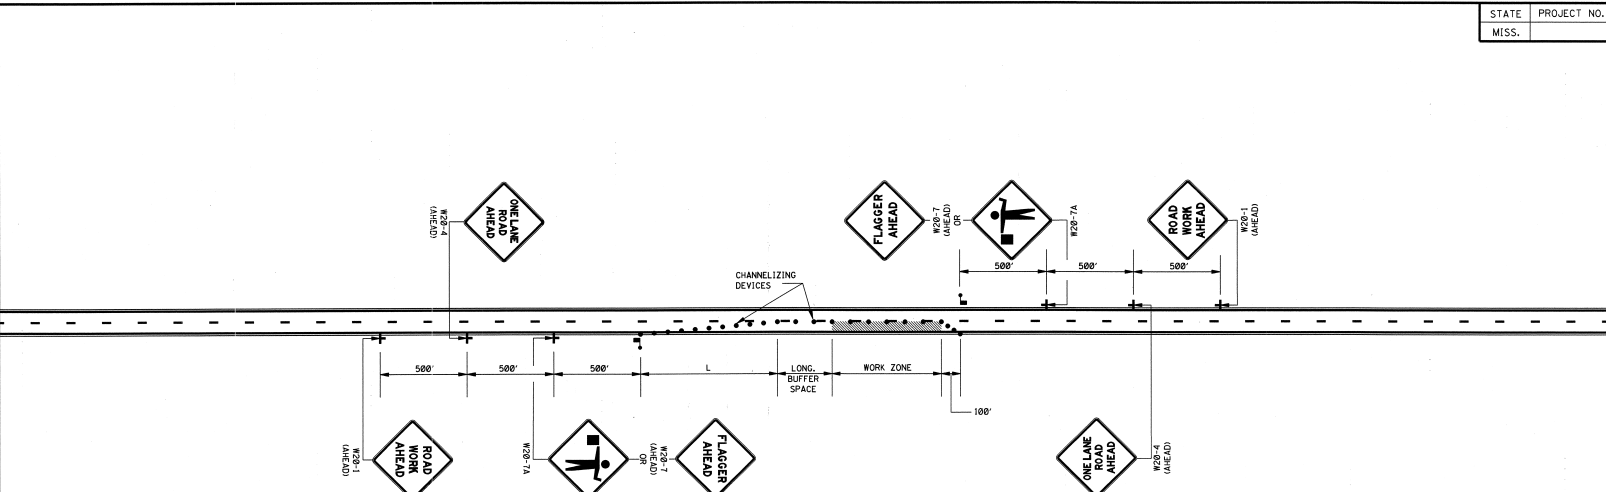 STATE PROJECT NO.
MISS.
ONE LANE
ROAD
AHEAD
W20-4
(AHEAD)
FLAGGER
AHEAD
W20-7
(AHEAD)
OR
W20-7A
ROAD
WORK
AHEAD
W20-1
(AHEAD)
500' 500' 500'
CHANNELIZING
DEVICES
500' 500' 500' L LONG.
BUFFER
SPACE
WORK ZONE
100'
W20-1
(AHEAD)
ROAD
WORK
AHEAD
W20-7A
OR
W20-7
(AHEAD)
FLAGGER
AHEAD
ONE LANE
ROAD
AHEAD
W20-4
(AHEAD)